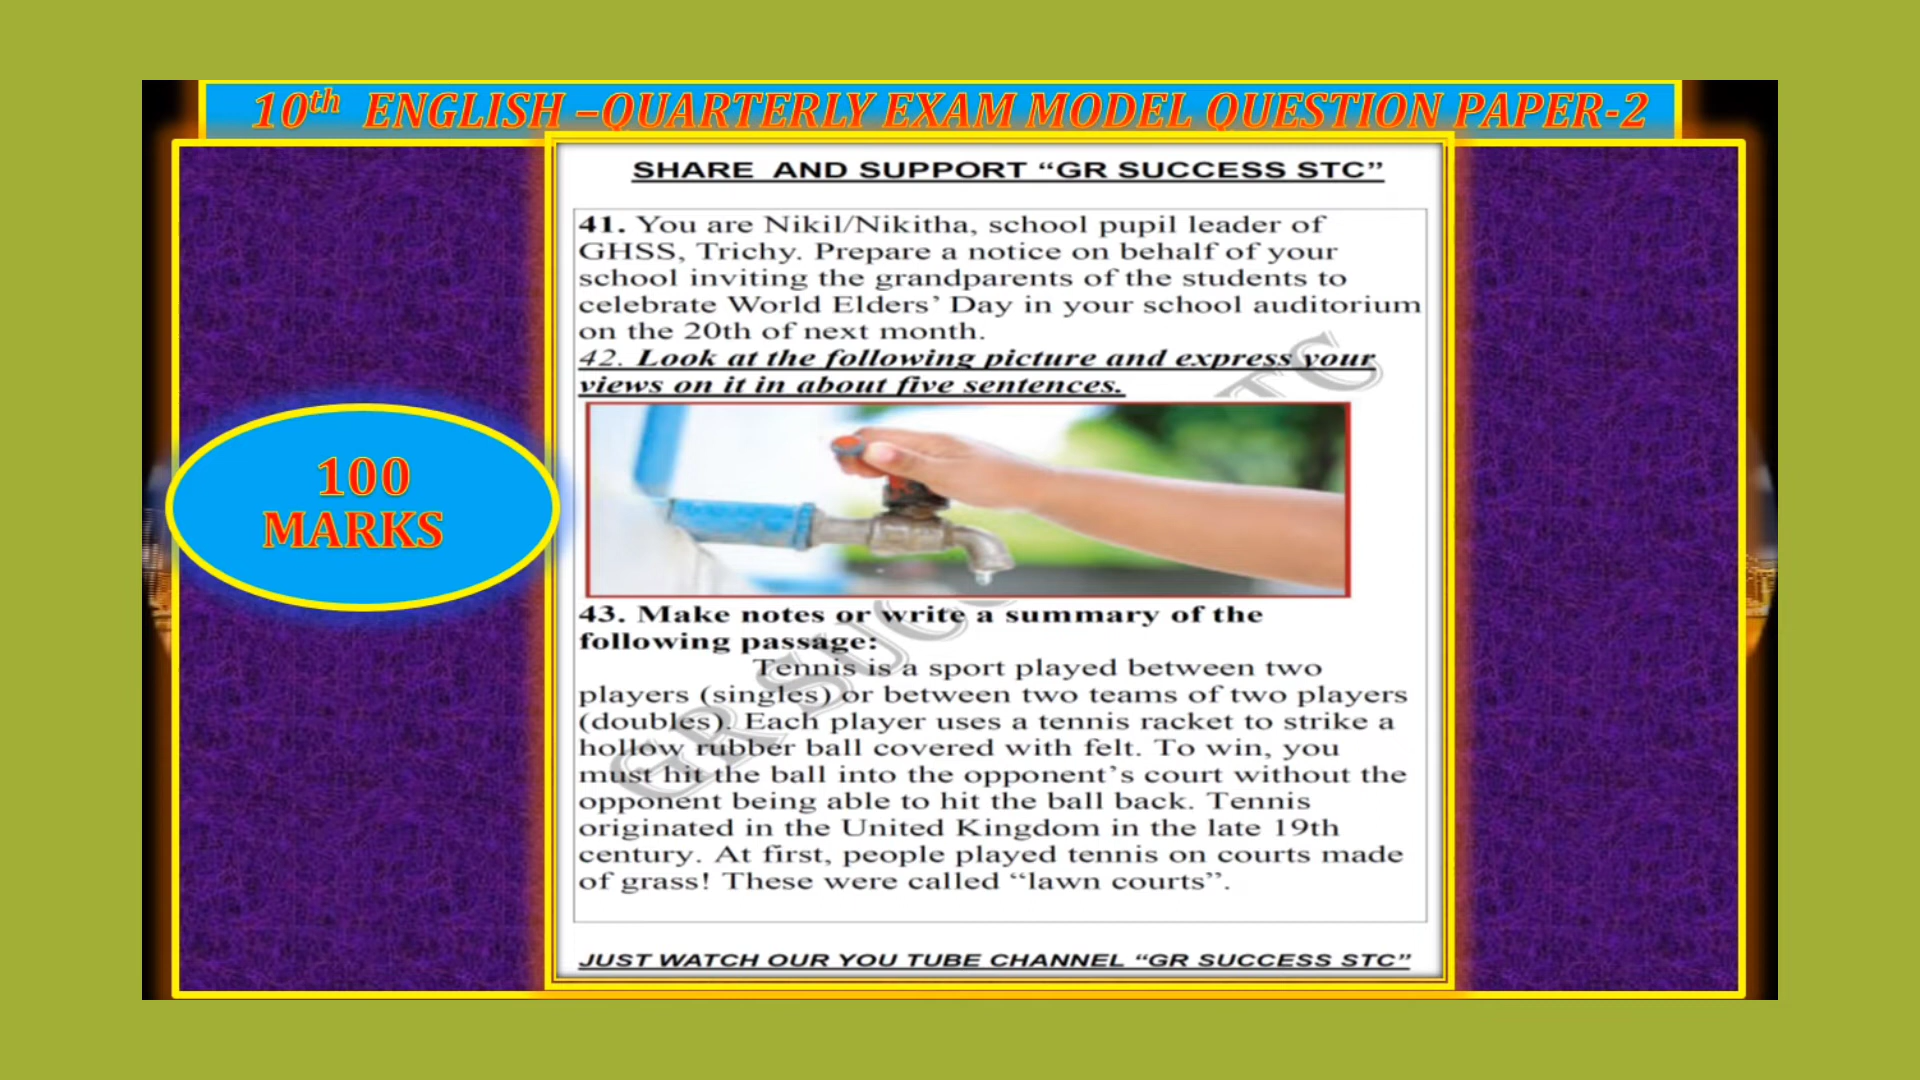 10th ENGLISH –QUARTERLY EXAM MODEL QUESTION PAPER-2
SHARE AND SUPPORT “GR SUCCESS STC”
41. You are Nikil/Nikitha, school pupil leader of
GHSS, Trichy. Prepare a notice on behalf of your
school inviting the grandparents of the students to
celebrate World Elders’ Day in your school auditorium
on the 20th of next month.
42. Look at the following picture and express your
views on it in about five sentences.
100
MARKS
43. Make notes or write a summary of the
following passage:
Tennis is a sport played between two
players (singles) or between two teams of two players
(doubles). Each player uses a tennis racket to strike a
hollow rubber ball covered with felt. To win, you
must hit the ball into the opponent’s court without the
opponent being able to hit the ball back. Tennis
originated in the United Kingdom in the late 19th
century. At first, people played tennis on courts made
of grass! These were called “lawn courts”.
JUST WATCH OUR YOU TUBE CHANNEL “GR SUCCESS STC”